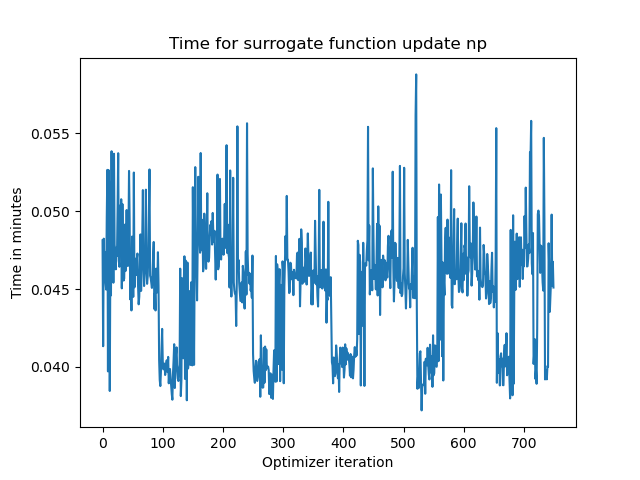 Time for surrogate function update np
Time in minutes
0.055
0.050
0.045
0.040
0 100 200 300 400 500 600 700
Optimizer iteration